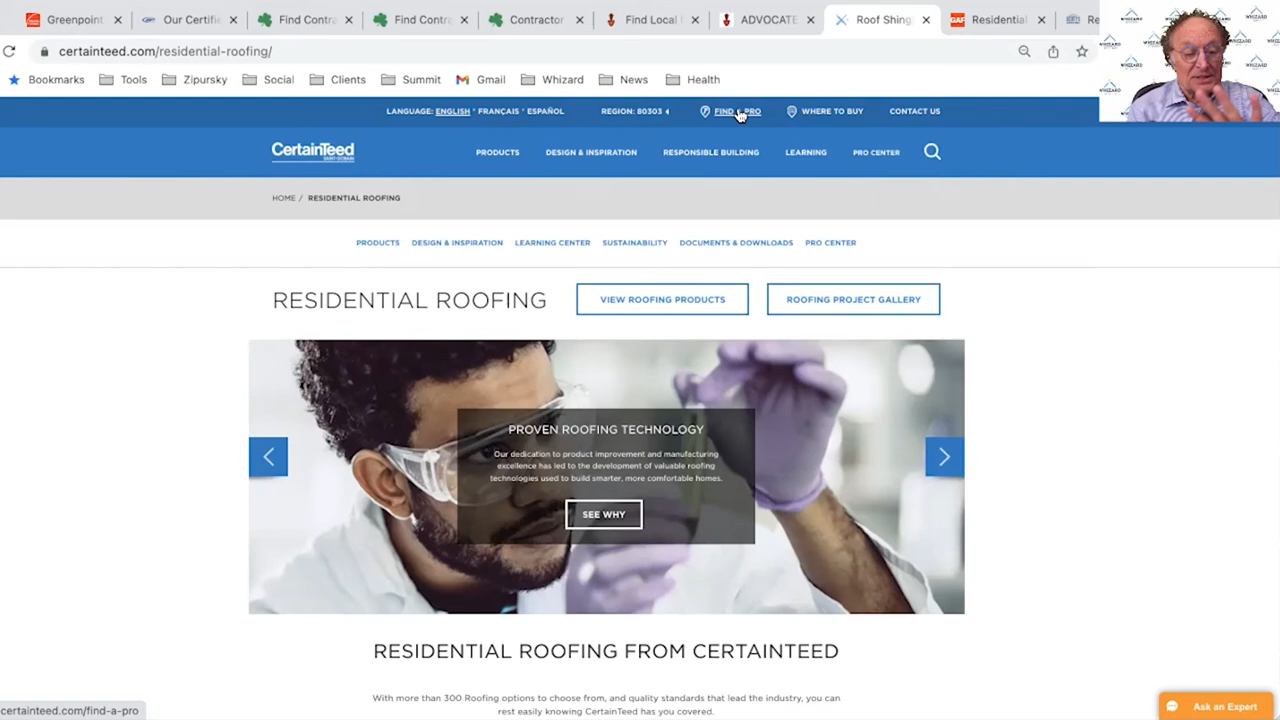 Greenpoint
Our Certifie
Find Contra
Find Contra
Contractor
Find Local
ADVOCATE
Roof Shing
GAF
Residential
Re
certainteed.com/residential-roofing/
Bookmarks
Tools
Zipursky
Social
Clients
Summit
Gmail
Whizard
News
Health
WHIZARD
LANGUAGE: ENGLISH * FRANÇAIS * ESPAÑOL
REGION: 80303
FIND A PRO
WHERE TO BUY
CONTACT US
CertainTeed
SAINT-GOBAIN
PRODUCTS
DESIGN & INSPIRATION
RESPONSIBLE BUILDING
LEARNING
PRO CENTER
HOME / RESIDENTIAL ROOFING
PRODUCTS
DESIGN & INSPIRATION
LEARNING CENTER
SUSTAINABILITY
DOCUMENTS & DOWNLOADS
PRO CENTER
RESIDENTIAL ROOFING
VIEW ROOFING PRODUCTS
ROOFING PROJECT GALLERY
PROVEN ROOFING TECHNOLOGY
Our dedication to product improvement and manufacturing
excellence has led to the development of valuable roofing
technologies used to build smarter, more comfortable homes.
SEE WHY
RESIDENTIAL ROOFING FROM CERTAINTEED
With more than 300 Roofing options to choose from, and quality standards that lead the industry, you can
rest easily knowing CertainTeed has you covered.
certainteed.com/find-a-pro
Ask an Expert